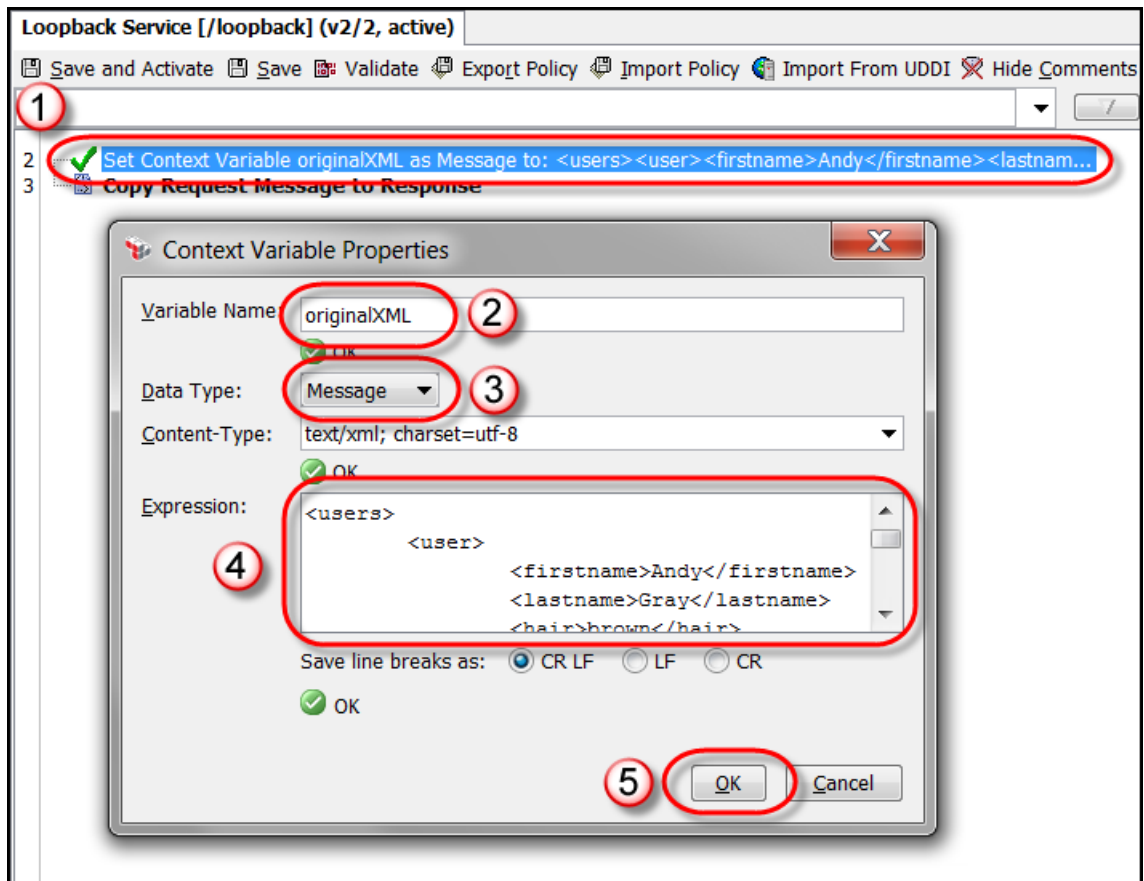 Loopback Service [/loopback] (v2/2, active)
Save and Activate Save Validate Export Policy Import Policy Import From UDDI Hide Comments
1
2 Set Context Variable originalXML as Message to: <users><user><firstname>Andy</firstname><lastnam...
3 Copy Request Message to Response
Context Variable Properties
Variable Name: originalXML 2
OK
Data Type: Message 3
Content-Type: text/xml; charset=utf-8
OK
Expression: <users>
<user>
4 <firstname>Andy</firstname>
<lastname>Gray</lastname>
<hair>brown</hair>
Save line breaks as: CR LF LF CR
OK
5 OK Cancel